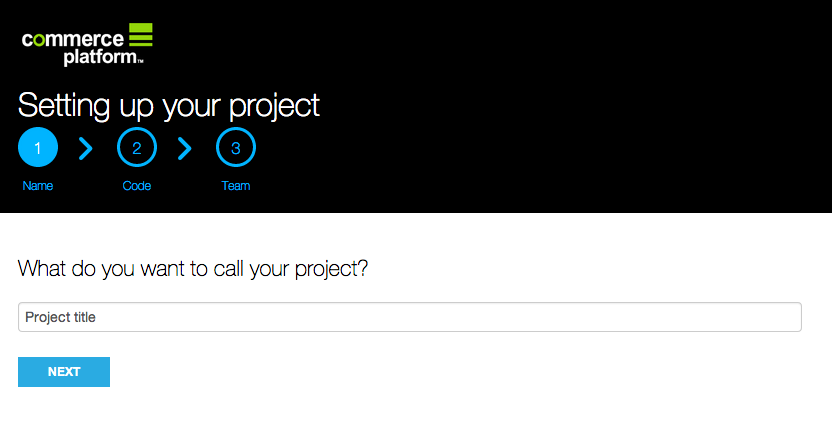 commerce
platform™
Setting up your project
1
2
3
Name
Code
Team
What do you want to call your project?
Project title
NEXT